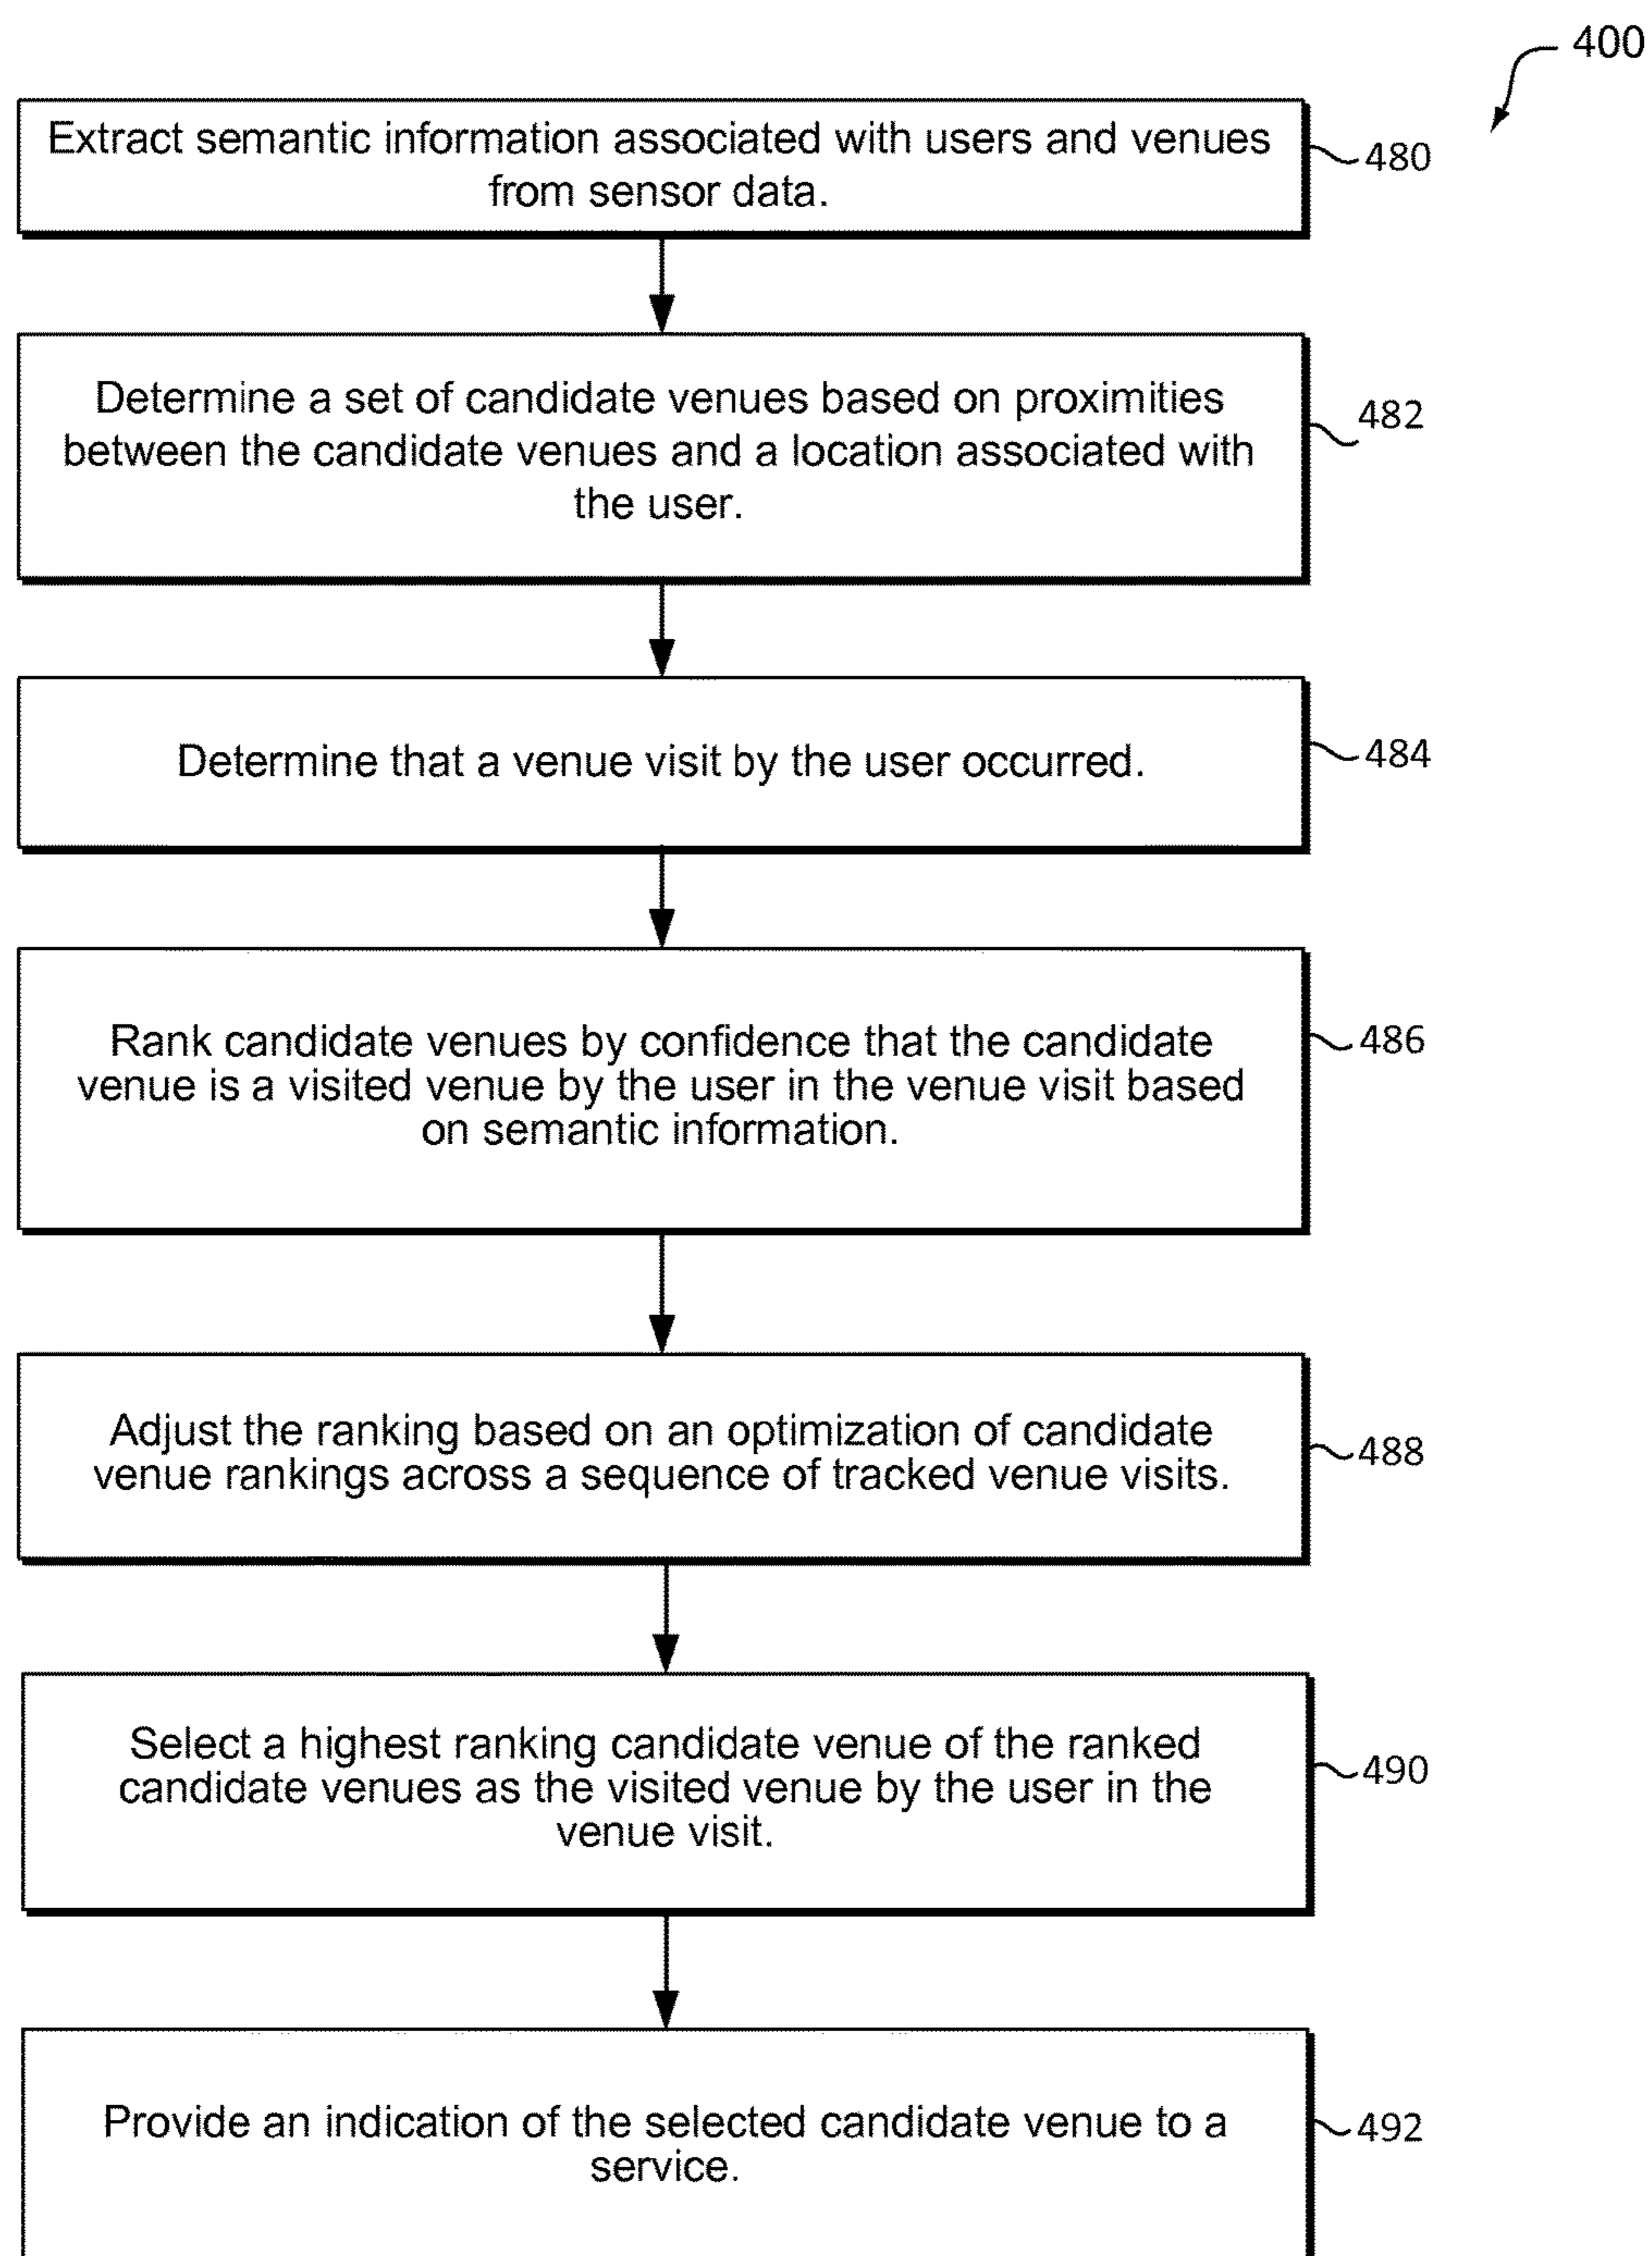 400
Extract semantic information associated with users and venues
from sensor data.
480
Determine a set of candidate venues based on proximities
between the candidate venues and a location associated with
the user.
482
Determine that a venue visit by the user occurred.
484
Rank candidate venues by confidence that the candidate
venue is a visited venue by the user in the venue visit based
on semantic information.
486
Adjust the ranking based on an optimization of candidate
venue rankings across a sequence of tracked venue visits.
488
Select a highest ranking candidate venue of the ranked
candidate venues as the visited venue by the user in the
venue visit.
490
Provide an indication of the selected candidate venue to a
service.
492